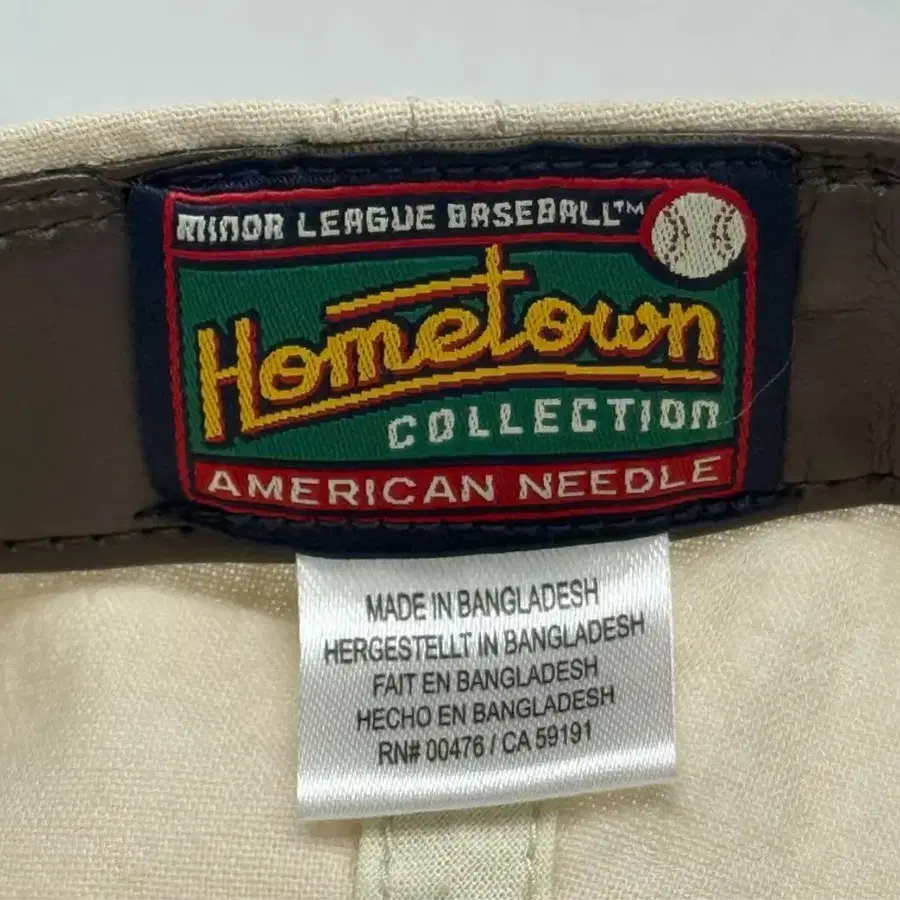 MINOR LEAGUE BASEBALL™
Hometown
COLLECTION
AMERICAN NEEDLE
MADE IN BANGLADESH
HERGESTELLT IN BANGLADESH
FAIT EN BANGLADESH
HECHO EN BANGLADESH
RN# 00476 / CA 59191